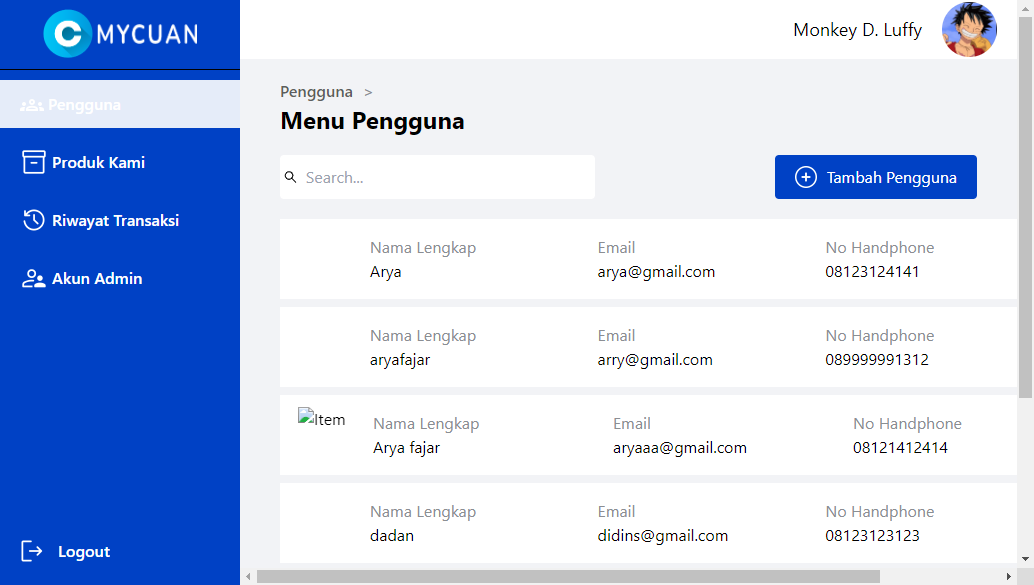 MYCUAN
Monkey D. Luffy
Pengguna
Produk Kami
Riwayat Transaksi
Akun Admin
Logout
Pengguna >
Menu Pengguna
Search...
Tambah Pengguna
Nama Lengkap Email No Handphone
Arya arya@gmail.com 08123124141
Nama Lengkap Email No Handphone
aryafajar arry@gmail.com 089999991312
Item Nama Lengkap Email No Handphone
Arya fajar aryaaa@gmail.com 08121412414
Nama Lengkap Email No Handphone
dadan didins@gmail.com 08123123123